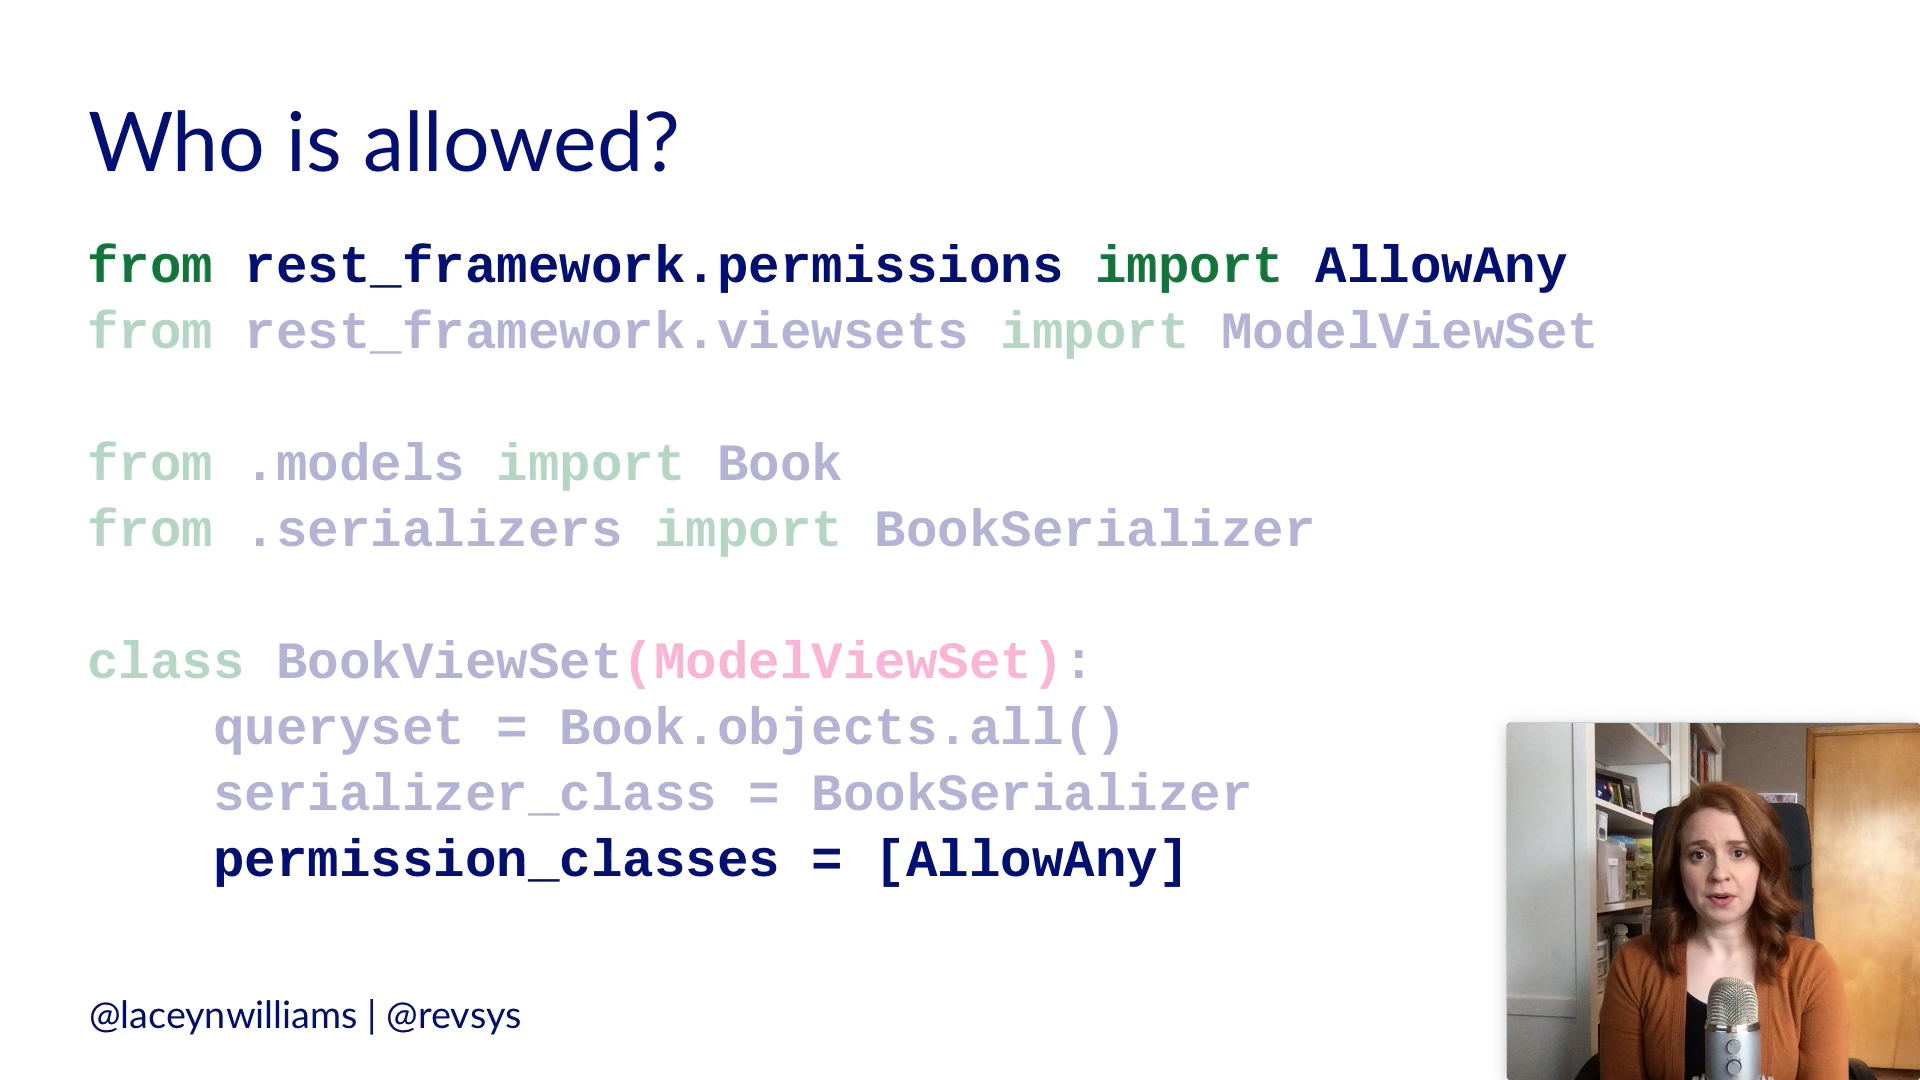 Who is allowed?
from rest_framework.permissions import AllowAny
from rest_framework.viewsets import ModelViewSet
from .models import Book
from .serializers import BookSerializer
class BookViewSet(ModelViewSet):
    queryset = Book.objects.all()
    serializer_class = BookSerializer
    permission_classes = [AllowAny]
@laceynwilliams | @revsys